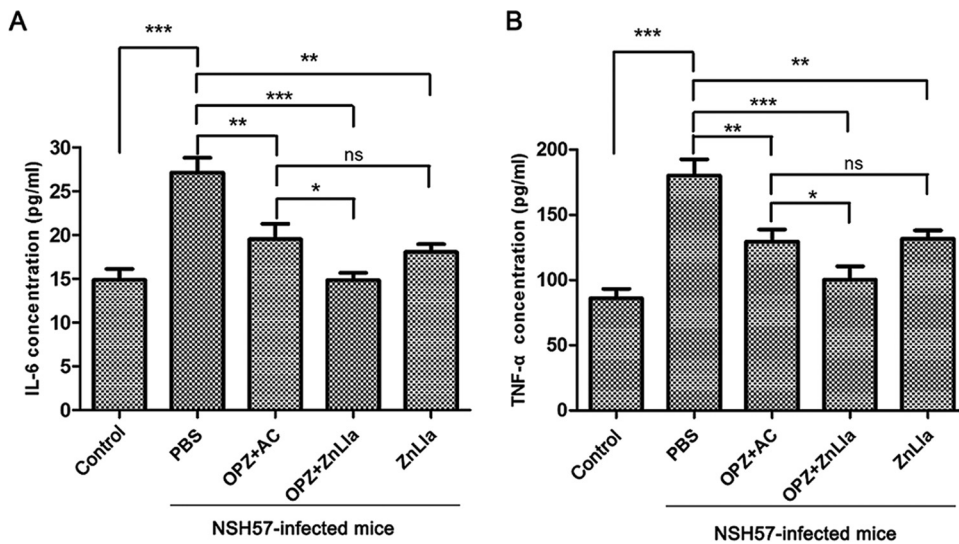 A
***
**
***
**
ns
*
IL-6 concentration (pg/ml)
30
25
20
15
10
5
0
Control
PBS
OPZ+AC
OPZ+ZnLla
ZnLla
NSH57-infected mice
B
***
**
***
**
ns
*
TNF-α concentration (pg/ml)
200
150
100
50
0
Control
PBS
OPZ+AC
OPZ+ZnLla
ZnLla
NSH57-infected mice